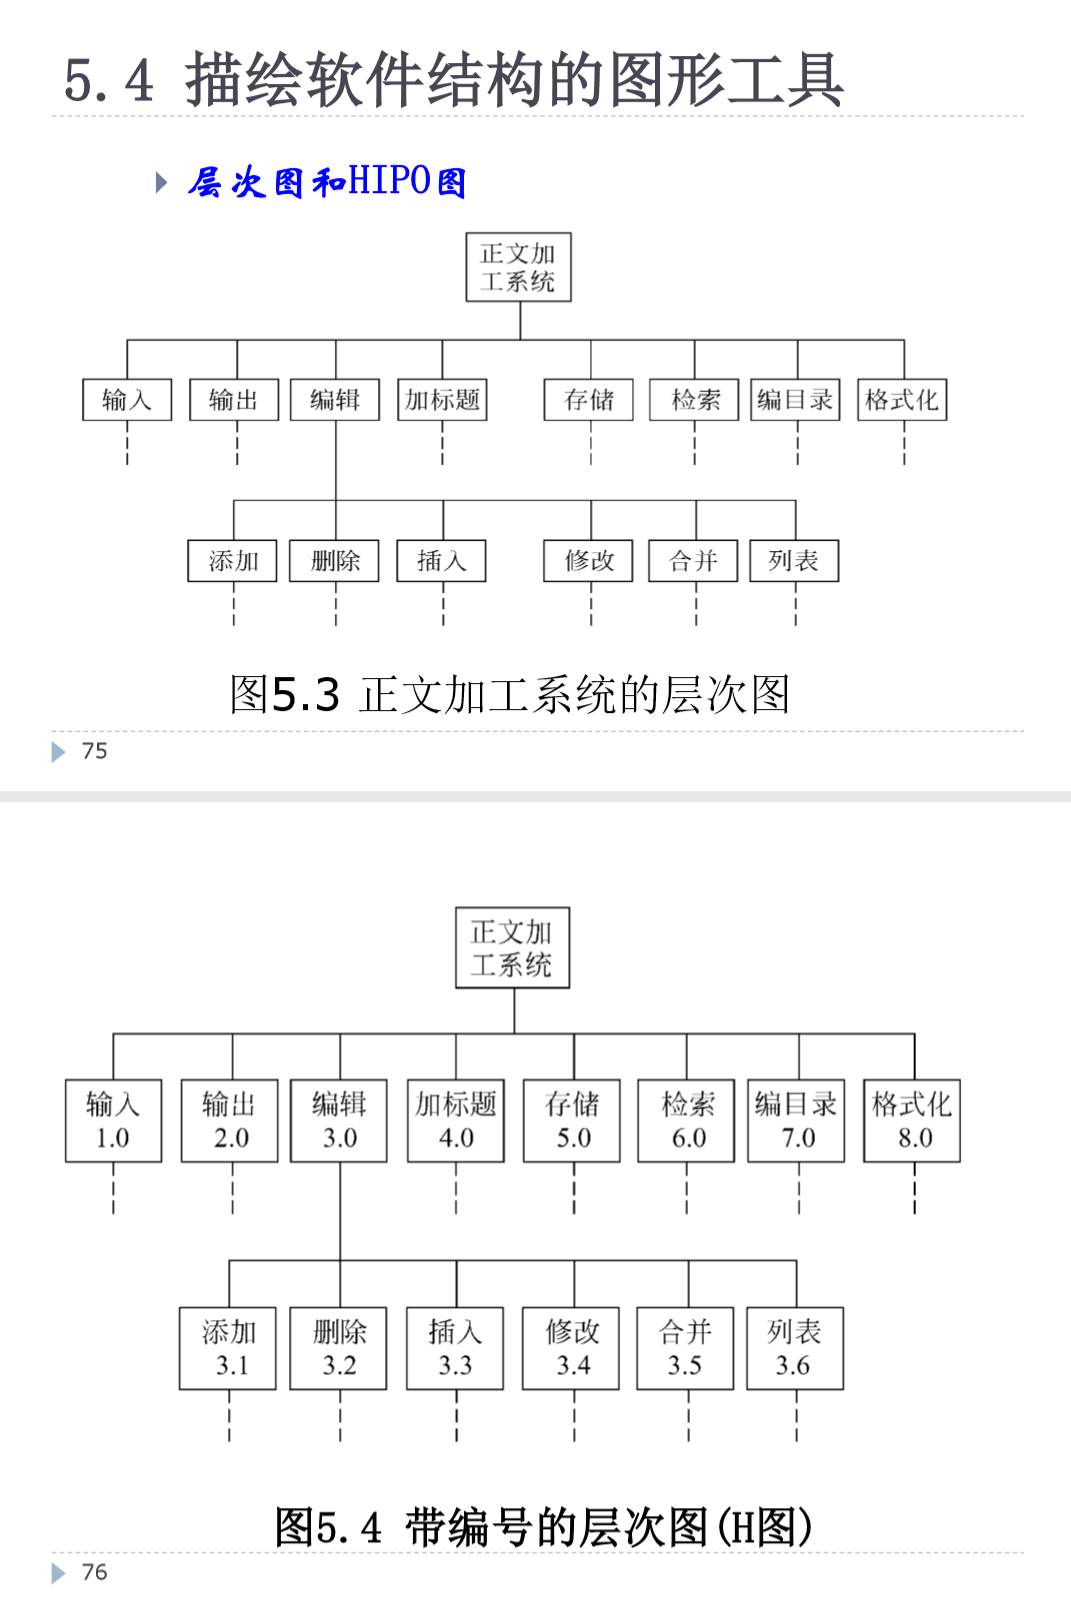 5.4 描绘软件结构的图形工具
层次图和HIPO图
正文加
工系统
输入 输出 编辑 加标题 存储 检索 编目录 格式化
添加 删除 插入 修改 合并 列表
图5.3 正文加工系统的层次图
75
正文加
工系统
输入 输出 编辑 加标题 存储 检索 编目录 格式化
1.0 2.0 3.0 4.0 5.0 6.0 7.0 8.0
添加 删除 插入 修改 合并 列表
3.1 3.2 3.3 3.4 3.5 3.6
图5.4 带编号的层次图(H图)
76